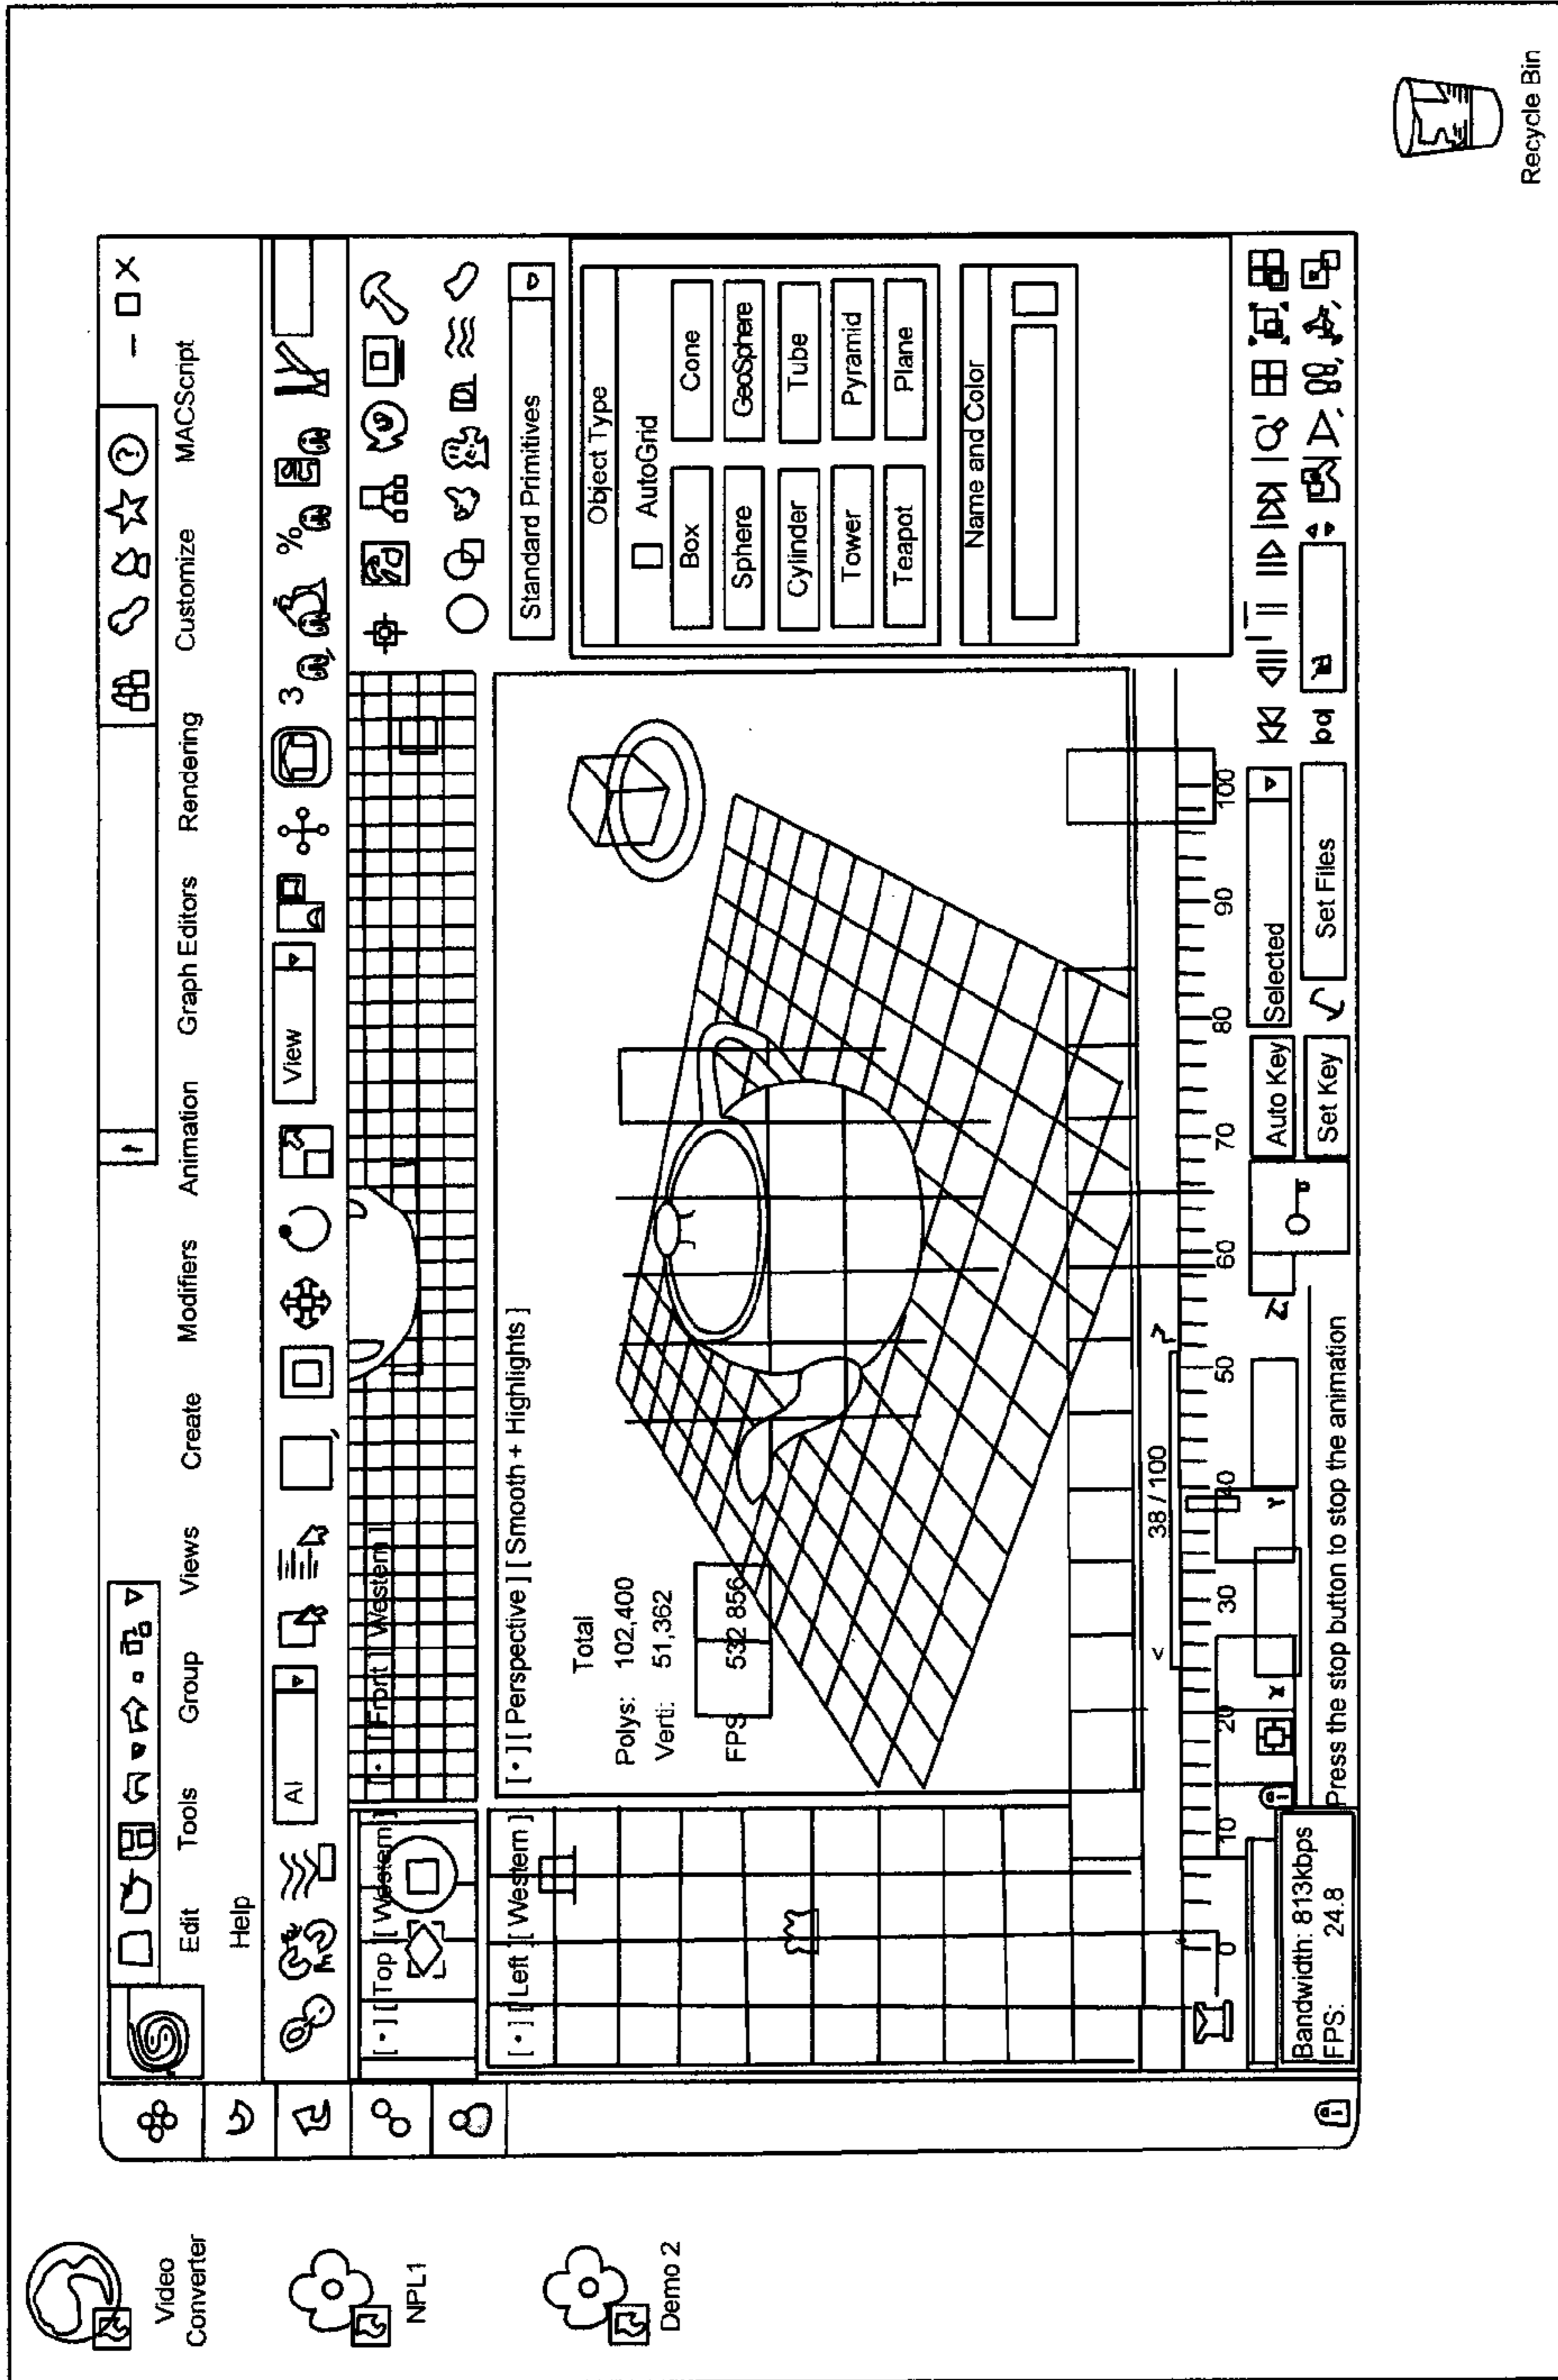 Video
Converter
NPL1
Demo 2
Recycle Bin
Edit Tools Group Views Create Modifiers Animation Graph Editors Rendering Customize MACScript
Help
AI View 3 %
[ • ] [ Top ] [ Western ]
[ • ] [ Front ] [ Western ]
[ • ] [ Left ] [ Western ]
[ • ] [ Perspective ] [ Smooth + Highlights ]
Total
Polys: 102,400
Verti: 51,362
FPS 532 856
Standard Primitives
Object Type
AutoGrid
Box Cone
Sphere GeoSphere
Cylinder Tube
Tower Pyramid
Teapot Plane
Name and Color
< 38 / 100 >
0 10 20 30 40 50 60 70 80 90 100
X Y Z
Auto Key Selected
Set Key Set Files
Bandwidth: 813kbps
FPS: 24.8
Press the stop button to stop the animation